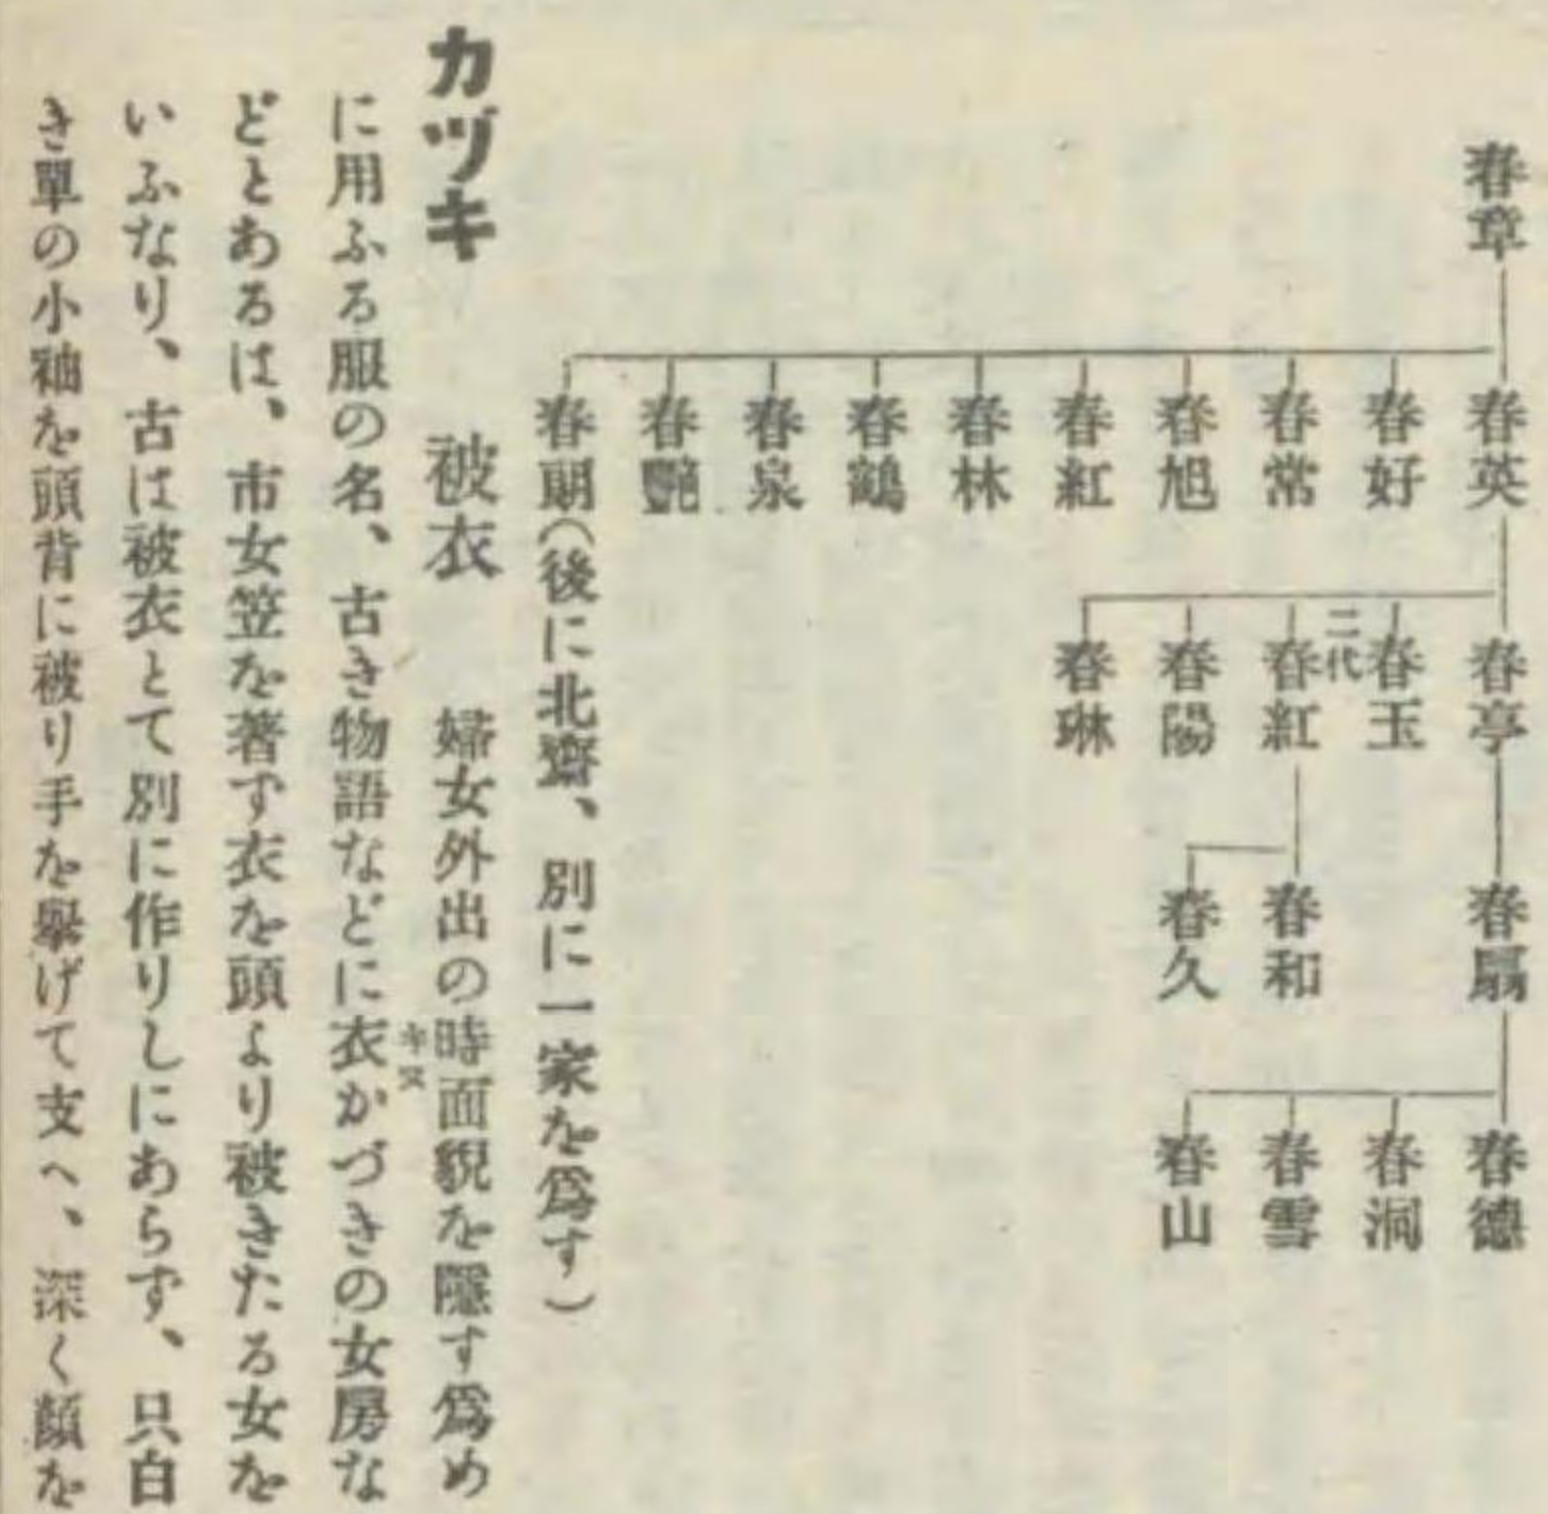 春章
春英
春好
春常
春旭
春紅
春林
春鶴
春泉
春艷
春朗（後に北齋、別に一家を爲す）
春亭
春玉
二代
春紅
春陽
春琳
春扇
春和
春久
春德
春洞
春雪
春山
カヅキ　被衣　婦女外出の時面貌を隱す爲め
に用ふる服の名、古き物語などに衣かづきの女房な
キヌ
どとあるは、市女笠を著す衣を頭より被きたる女を
いふなり、古は被衣とて別に作りしにあらず、只白
き單の小袖を頭背に被り手を擧げて支へ、深く顏を